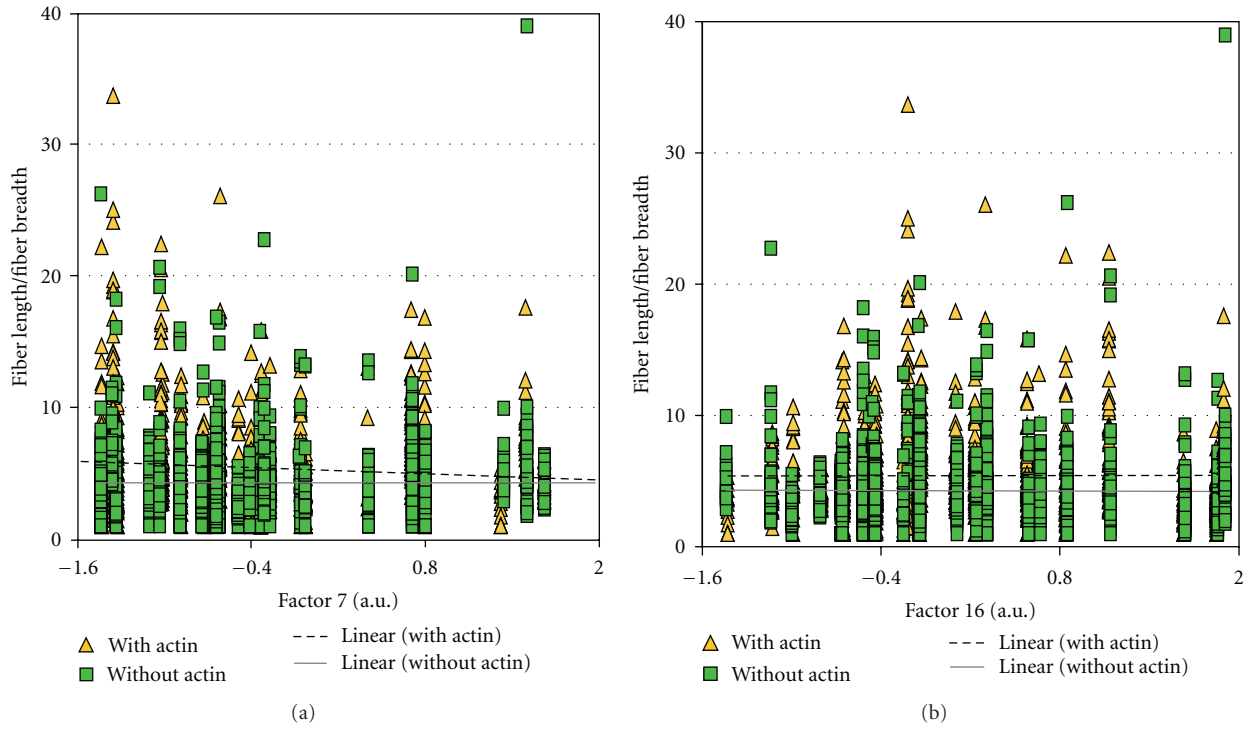 40
30
20
10
0
Fiber length/fiber breadth
−1.6
−0.4
0.8
2
Factor 7 (a.u.)
With actin
Without actin
Linear (with actin)
Linear (without actin)
(a)
40
30
20
10
0
Fiber length/fiber breadth
−1.6
−0.4
0.8
2
Factor 16 (a.u.)
With actin
Without actin
Linear (with actin)
Linear (without actin)
(b)